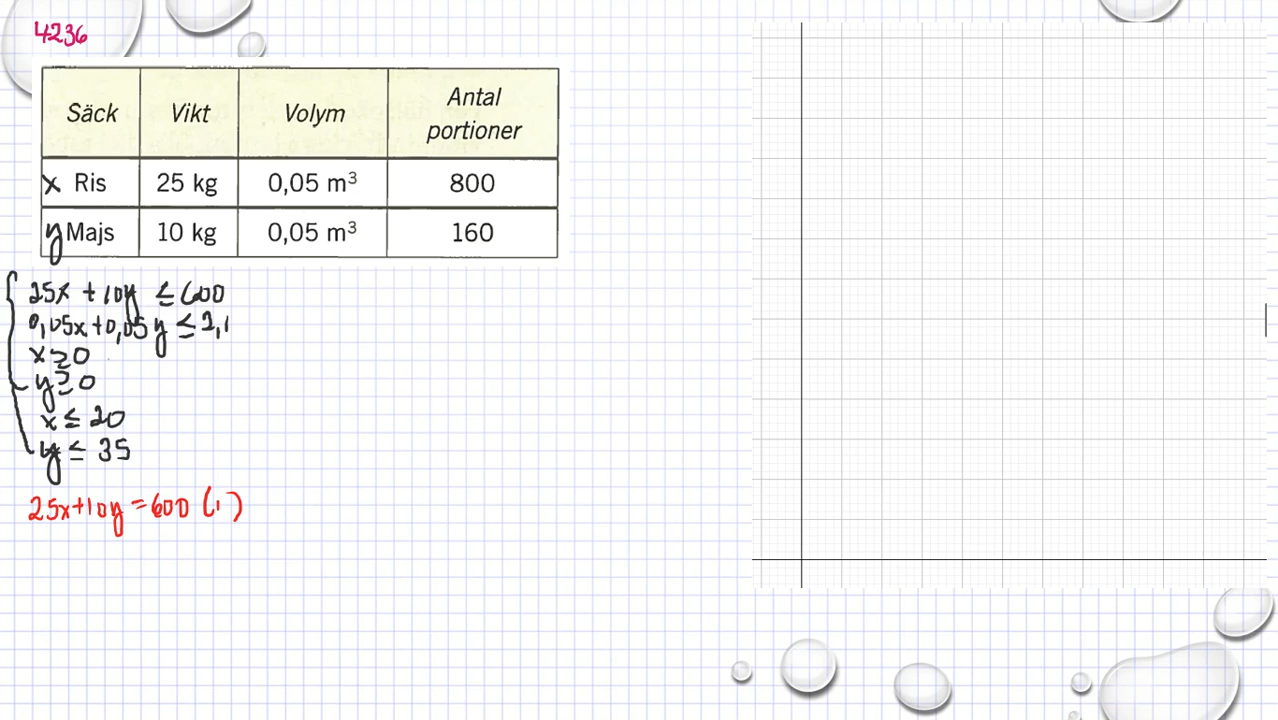 4236
Säck Vikt Volym Antal portioner
x Ris 25 kg 0,05 m³ 800
y Majs 10 kg 0,05 m³ 160
25x + 10y ≤ 600
0,05x + 0,05y ≤ 2,1
x ≥ 0
y ≥ 0
x ≤ 20
y ≤ 35
25x + 10y = 600 (1)